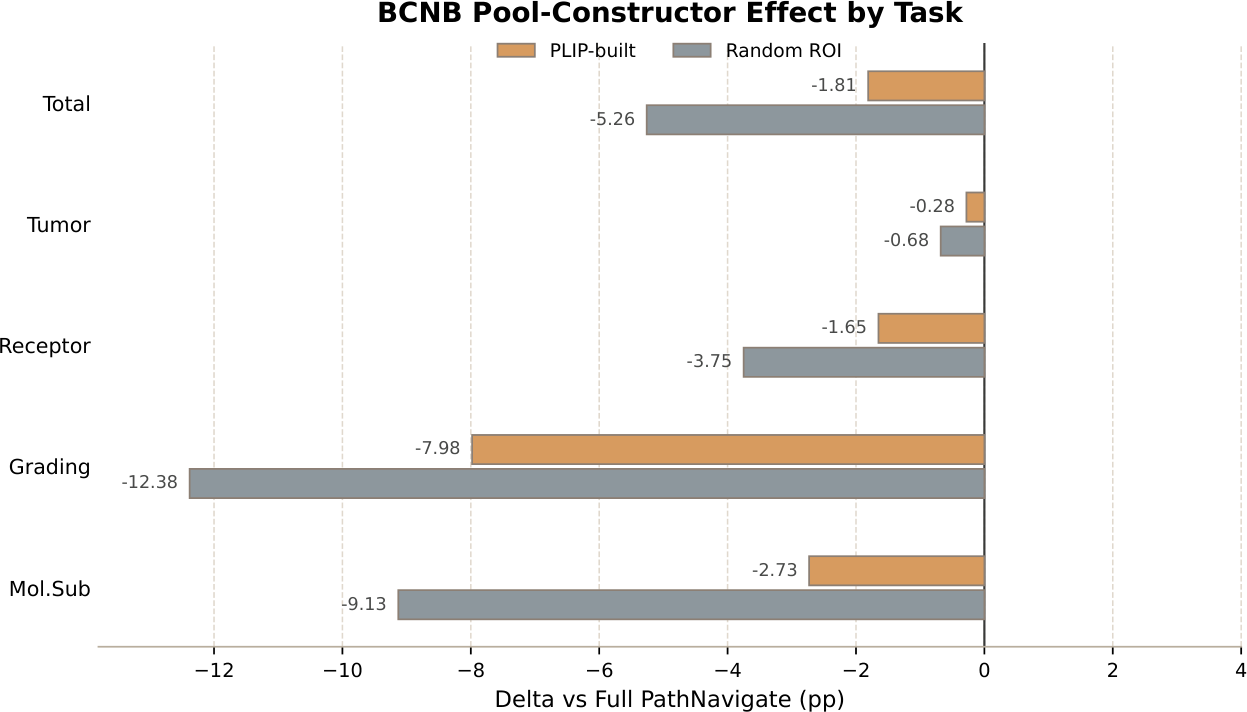 BCNB Pool-Constructor Effect by Task
PLIP-built
Random ROI
Total
-1.81
-5.26
Tumor
-0.28
-0.68
Receptor
-1.65
-3.75
Grading
-7.98
-12.38
Mol.Sub
-2.73
-9.13
−12
−10
−8
−6
−4
−2
0
2
4
Delta vs Full PathNavigate (pp)